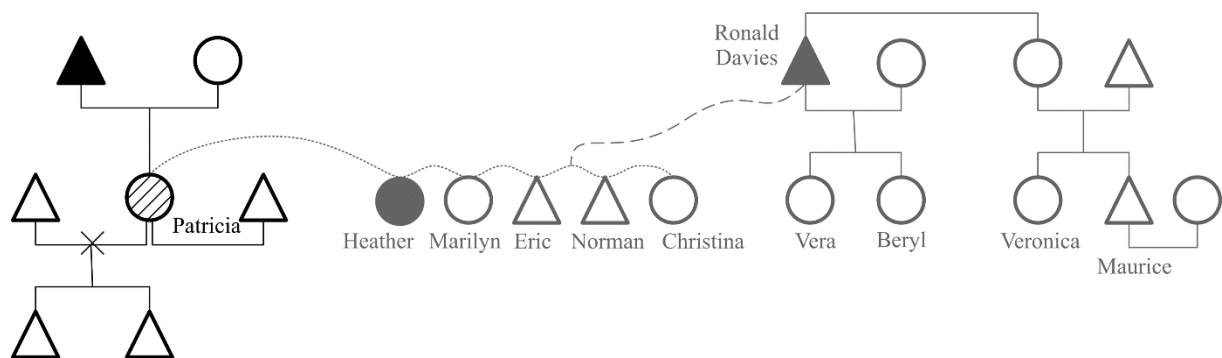 Ronald
Davies
Patricia
Heather
Marilyn
Eric
Norman
Christina
Vera
Beryl
Veronica
Maurice